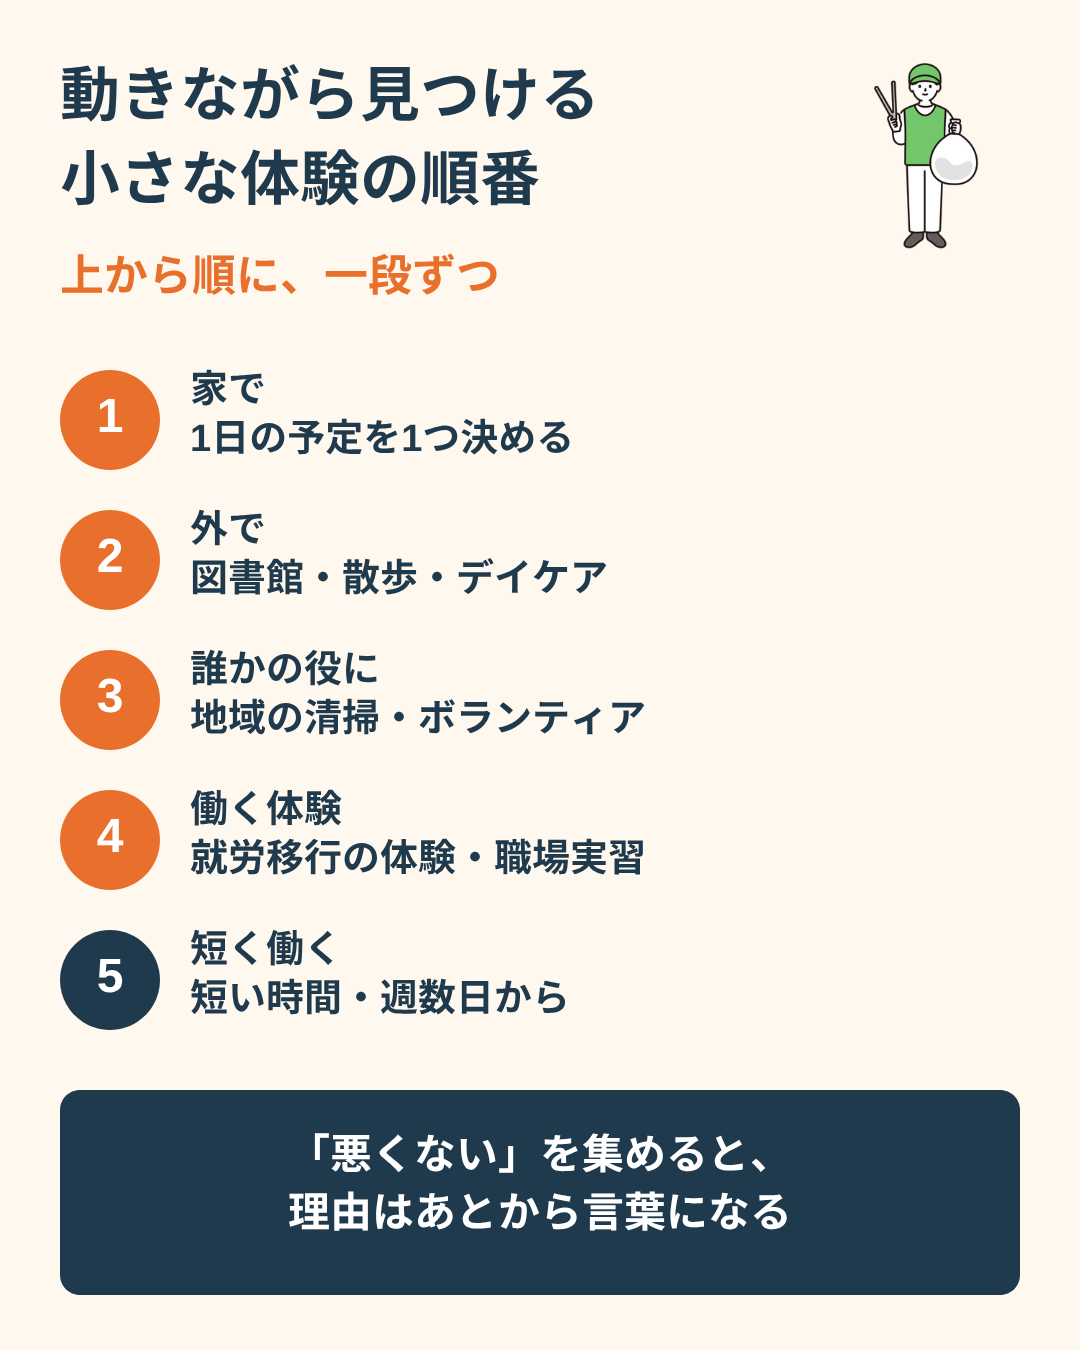 動きながら見つける
小さな体験の順番
上から順に、一段ずつ
1
家で
1日の予定を1つ決める
2
外で
図書館・散歩・デイケア
3
誰かの役に
地域の清掃・ボランティア
4
働く体験
就労移行の体験・職場実習
5
短く働く
短い時間・週数日から
「悪くない」を集めると、
理由はあとから言葉になる